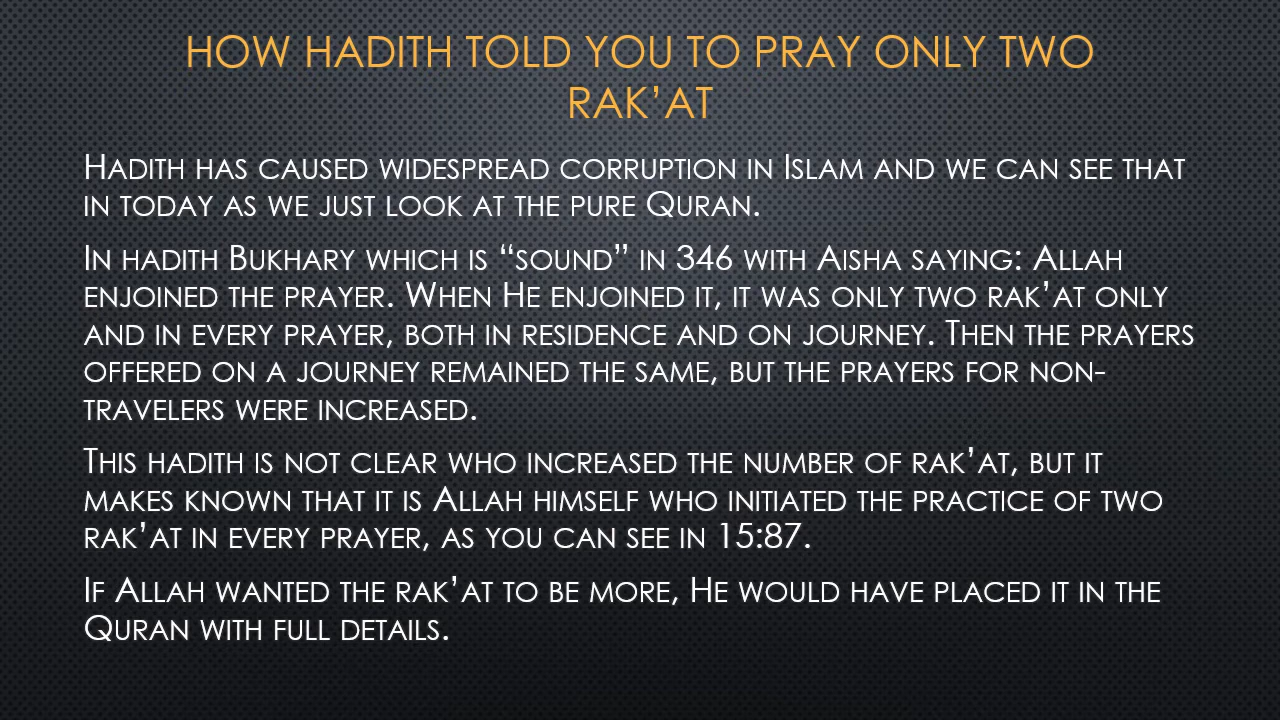 HOW HADITH TOLD YOU TO PRAY ONLY TWO
RAK’AT
HADITH HAS CAUSED WIDESPREAD CORRUPTION IN ISLAM AND WE CAN SEE THAT
IN TODAY AS WE JUST LOOK AT THE PURE QURAN.
IN HADITH BUKHARY WHICH IS “SOUND” IN 346 WITH AISHA SAYING: ALLAH
ENJOINED THE PRAYER. WHEN HE ENJOINED IT, IT WAS ONLY TWO RAK’AT ONLY
AND IN EVERY PRAYER, BOTH IN RESIDENCE AND ON JOURNEY. THEN THE PRAYERS
OFFERED ON A JOURNEY REMAINED THE SAME, BUT THE PRAYERS FOR NON-
TRAVELERS WERE INCREASED.
THIS HADITH IS NOT CLEAR WHO INCREASED THE NUMBER OF RAK’AT, BUT IT
MAKES KNOWN THAT IT IS ALLAH HIMSELF WHO INITIATED THE PRACTICE OF TWO
RAK’AT IN EVERY PRAYER, AS YOU CAN SEE IN 15:87.
IF ALLAH WANTED THE RAK’AT TO BE MORE, HE WOULD HAVE PLACED IT IN THE
QURAN WITH FULL DETAILS.